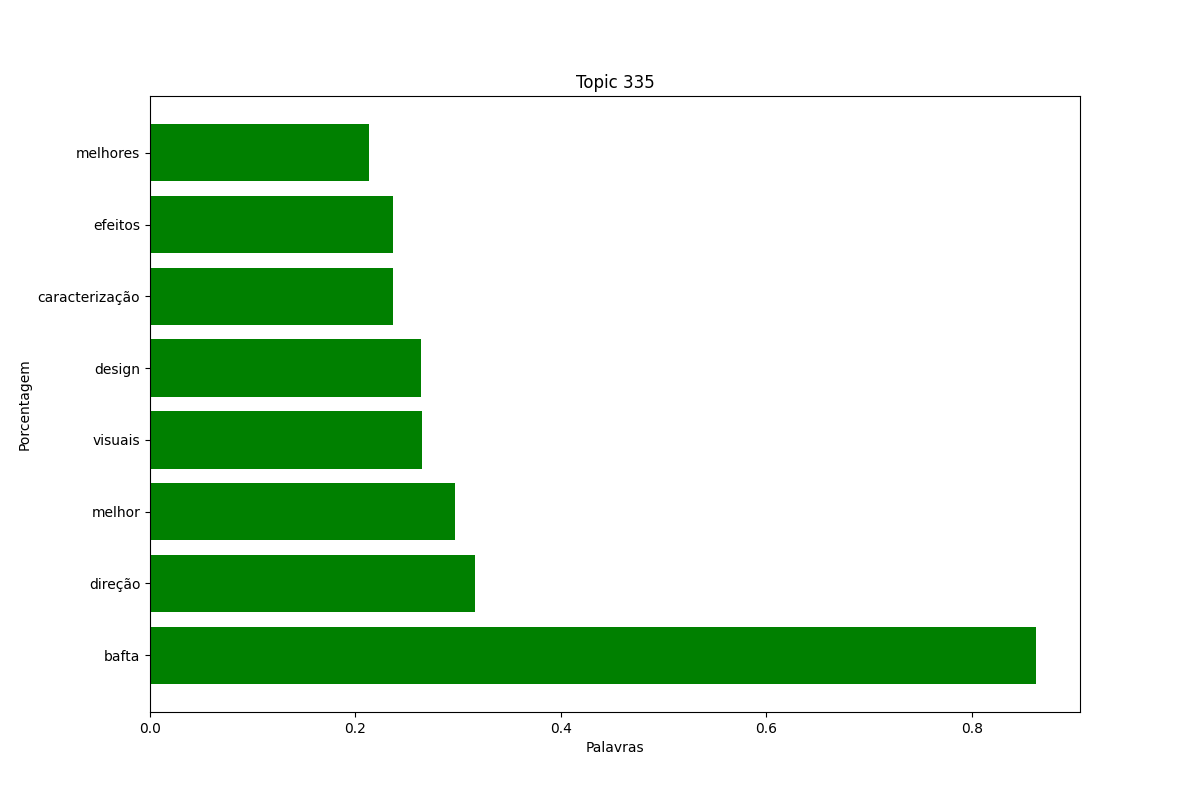 Topic 335
melhores
efeitos
caracterização
design
visuais
melhor
direção
bafta
Porcentagem
0.0 0.2 0.4 0.6 0.8
Palavras